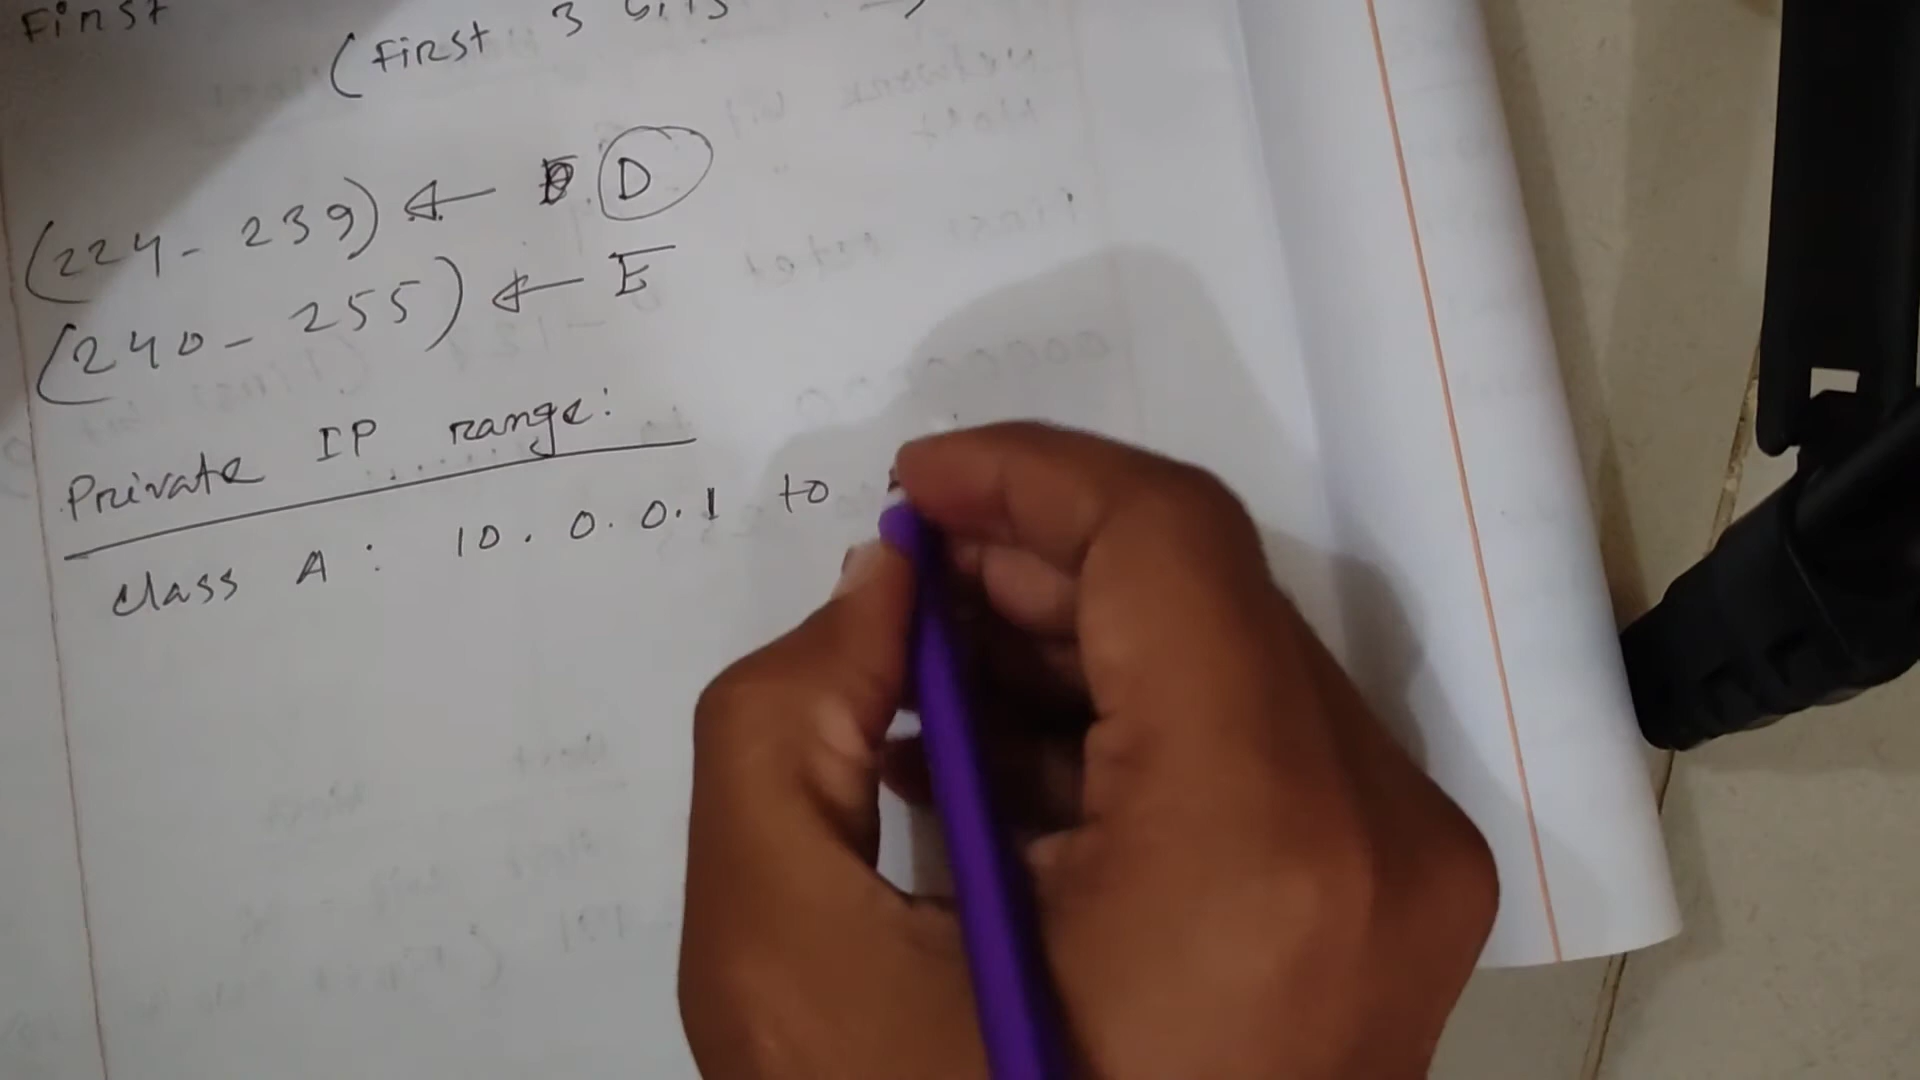 First
(First 3 bits
(224 - 239) ← D
(240 - 255) ← E
Private IP range:
Class A : 10. 0. 0. 1 to